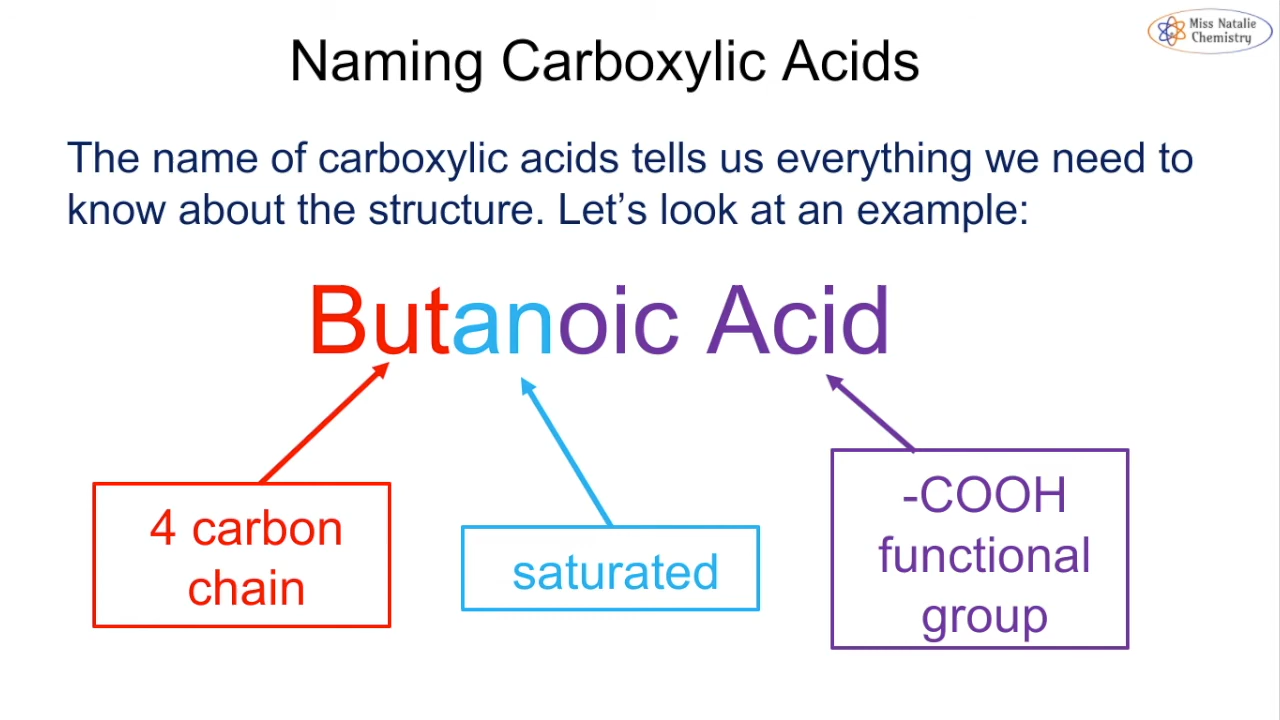 Miss Natalie
Chemistry
Naming Carboxylic Acids
The name of carboxylic acids tells us everything we need to
know about the structure. Let’s look at an example:
Butanoic Acid
4 carbon
chain
saturated
-COOH
functional
group